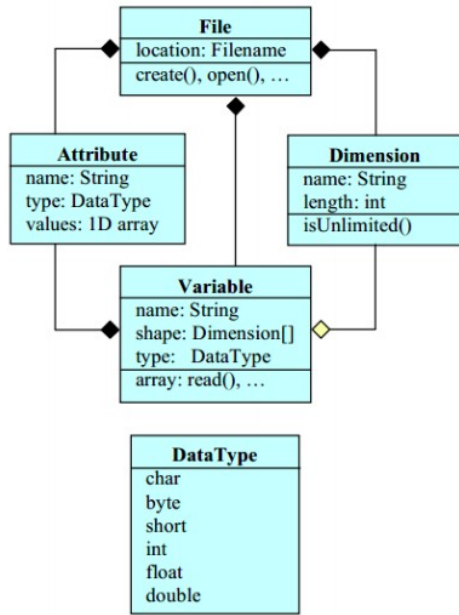 File
location: Filename
create(), open(), …
Attribute
name: String
type: DataType
values: 1D array
Dimension
name: String
length: int
isUnlimited()
Variable
name: String
shape: Dimension[]
type: DataType
array: read(), …
DataType
char
byte
short
int
float
double